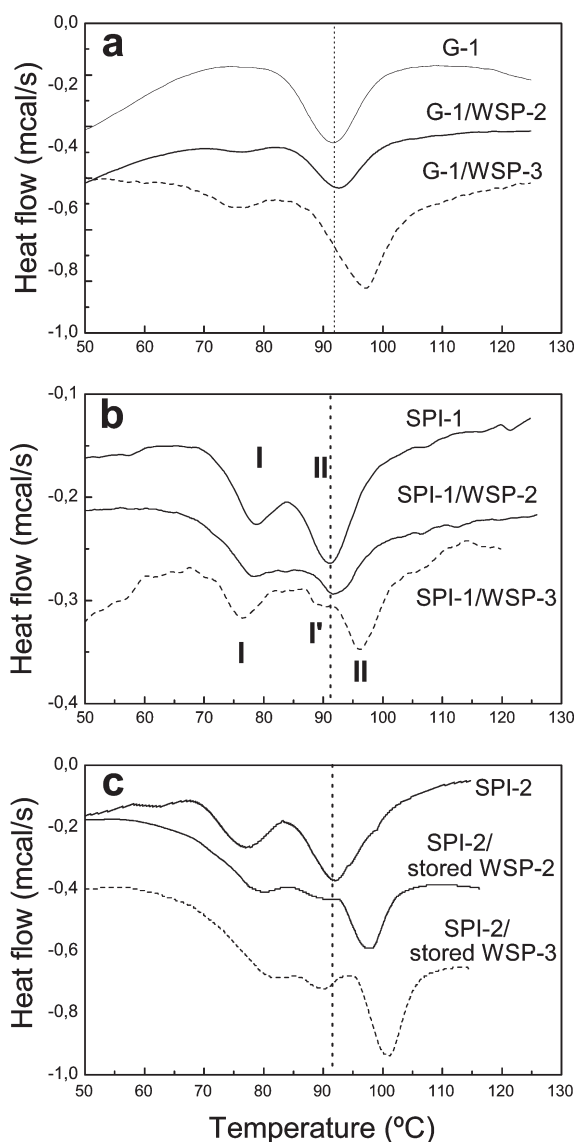 a
0,0
-0,2
-0,4
-0,6
-0,8
-1,0
Heat flow (mcal/s)
G-1
G-1/WSP-2
G-1/WSP-3
50 60 70 80 90 100 110 120 130
b
-0,1
-0,2
-0,3
-0,4
Heat flow (mcal/s)
SPI-1
I
II
SPI-1/WSP-2
SPI-1/WSP-3
I
I'
II
50 60 70 80 90 100 110 120 130
c
0,0
-0,2
-0,4
-0,6
-0,8
-1,0
Heat flow (mcal/s)
SPI-2
SPI-2/
stored WSP-2
SPI-2/
stored WSP-3
50 60 70 80 90 100 110 120 130
Temperature (ºC)